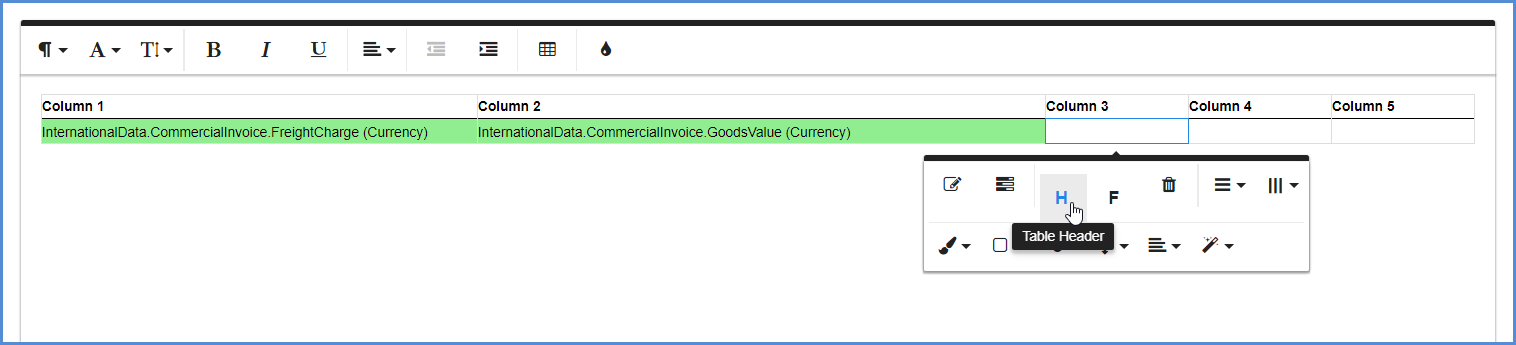 ¶ A T B I U
Column 1 Column 2 Column 3 Column 4 Column 5
InternationalData.CommercialInvoice.FreightCharge (Currency) InternationalData.CommercialInvoice.GoodsValue (Currency)
H F
Table Header